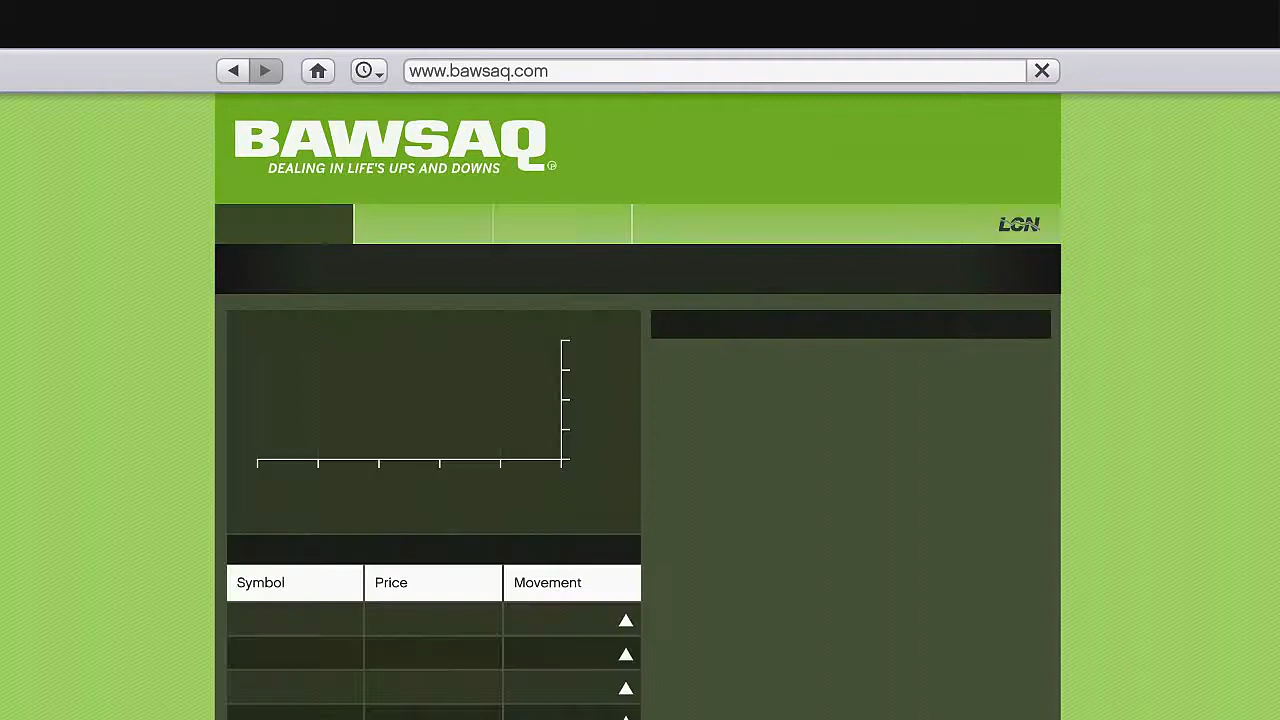 www.bawsaq.com
BAWSAQ
DEALING IN LIFE'S UPS AND DOWNS
®
LCN
Symbol Price Movement